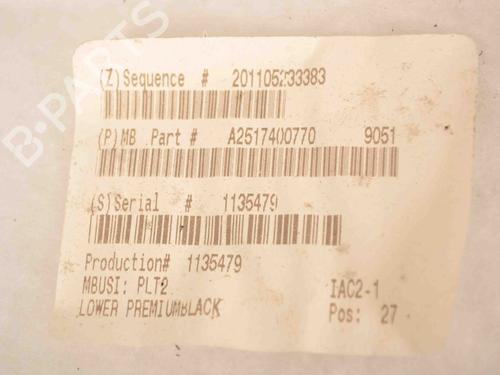 B-PARTS
(Z)Sequence # 201105233383
(P)MB Part # A2517400770 9051
(S)Serial # 1135479
Production# 1135479
MBUSI: PLT2 IAC2-1
LOWER PREMIUMBLACK Pos: 27